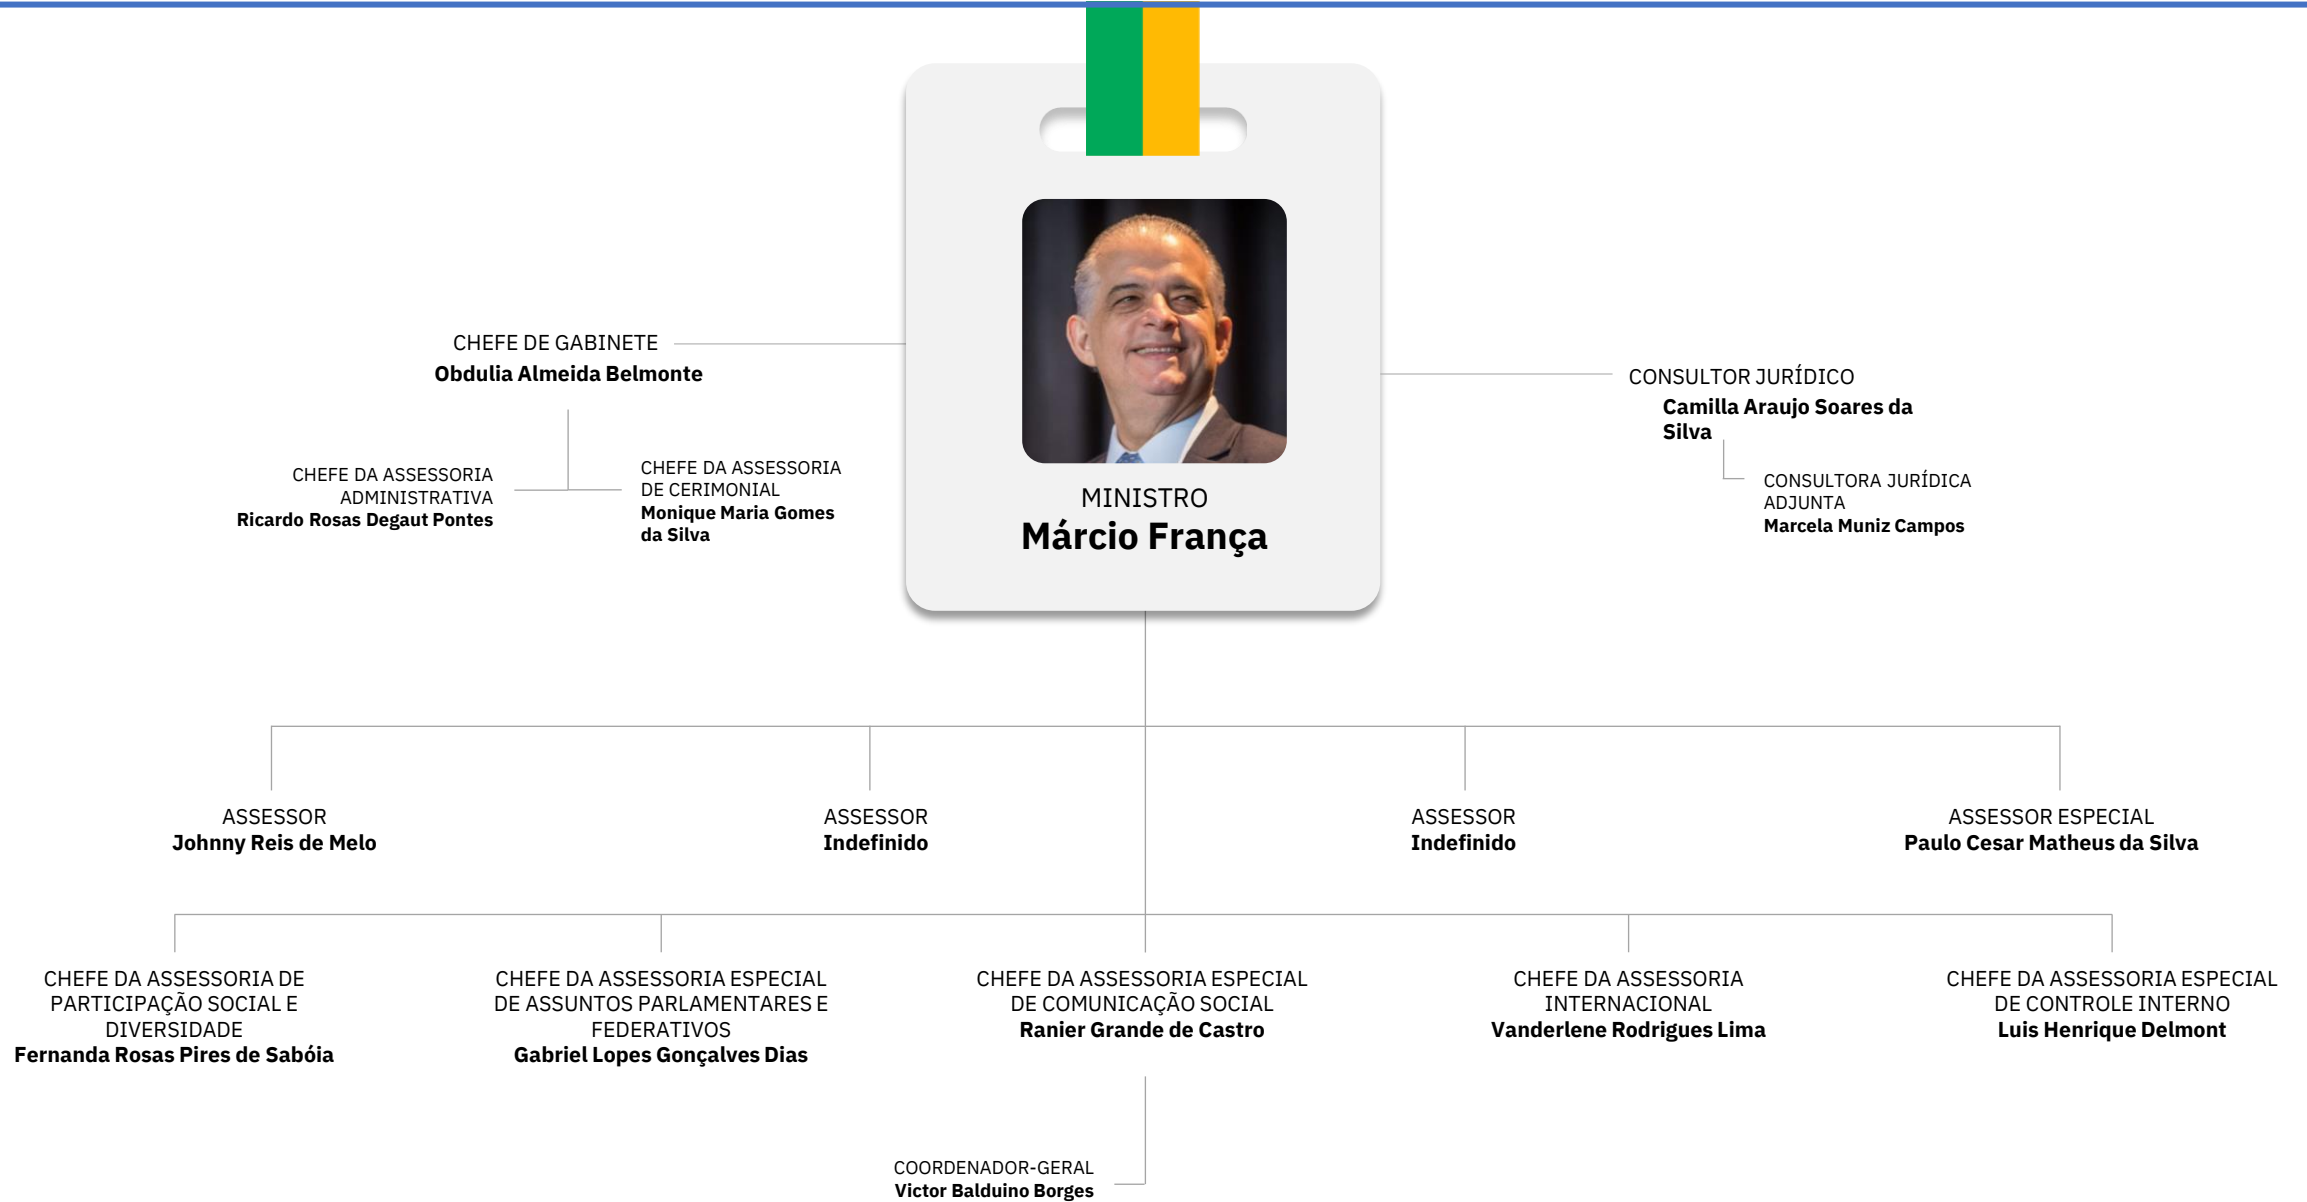 CHEFE DE GABINETE
Obdulia Almeida Belmonte
CHEFE DA ASSESSORIA
ADMINISTRATIVA
Ricardo Rosas Degaut Pontes
CHEFE DA ASSESSORIA
DE CERIMONIAL
Monique Maria Gomes
da Silva
MINISTRO
Márcio França
CONSULTOR JURÍDICO
Camilla Araujo Soares da
Silva
CONSULTORA JURÍDICA
ADJUNTA
Marcela Muniz Campos
ASSESSOR
Johnny Reis de Melo
ASSESSOR
Indefinido
ASSESSOR
Indefinido
ASSESSOR ESPECIAL
Paulo Cesar Matheus da Silva
CHEFE DA ASSESSORIA DE
PARTICIPAÇÃO SOCIAL E
DIVERSIDADE
Fernanda Rosas Pires de Sabóia
CHEFE DA ASSESSORIA ESPECIAL
DE ASSUNTOS PARLAMENTARES E
FEDERATIVOS
Gabriel Lopes Gonçalves Dias
CHEFE DA ASSESSORIA ESPECIAL
DE COMUNICAÇÃO SOCIAL
Ranier Grande de Castro
CHEFE DA ASSESSORIA
INTERNACIONAL
Vanderlene Rodrigues Lima
CHEFE DA ASSESSORIA ESPECIAL
DE CONTROLE INTERNO
Luis Henrique Delmont
COORDENADOR-GERAL
Victor Balduino Borges